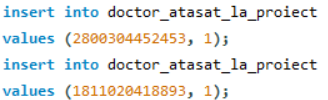 insert into doctor_atasat_la_proiect
values (2800304452453, 1);
insert into doctor_atasat_la_proiect
values (1811020418893, 1);